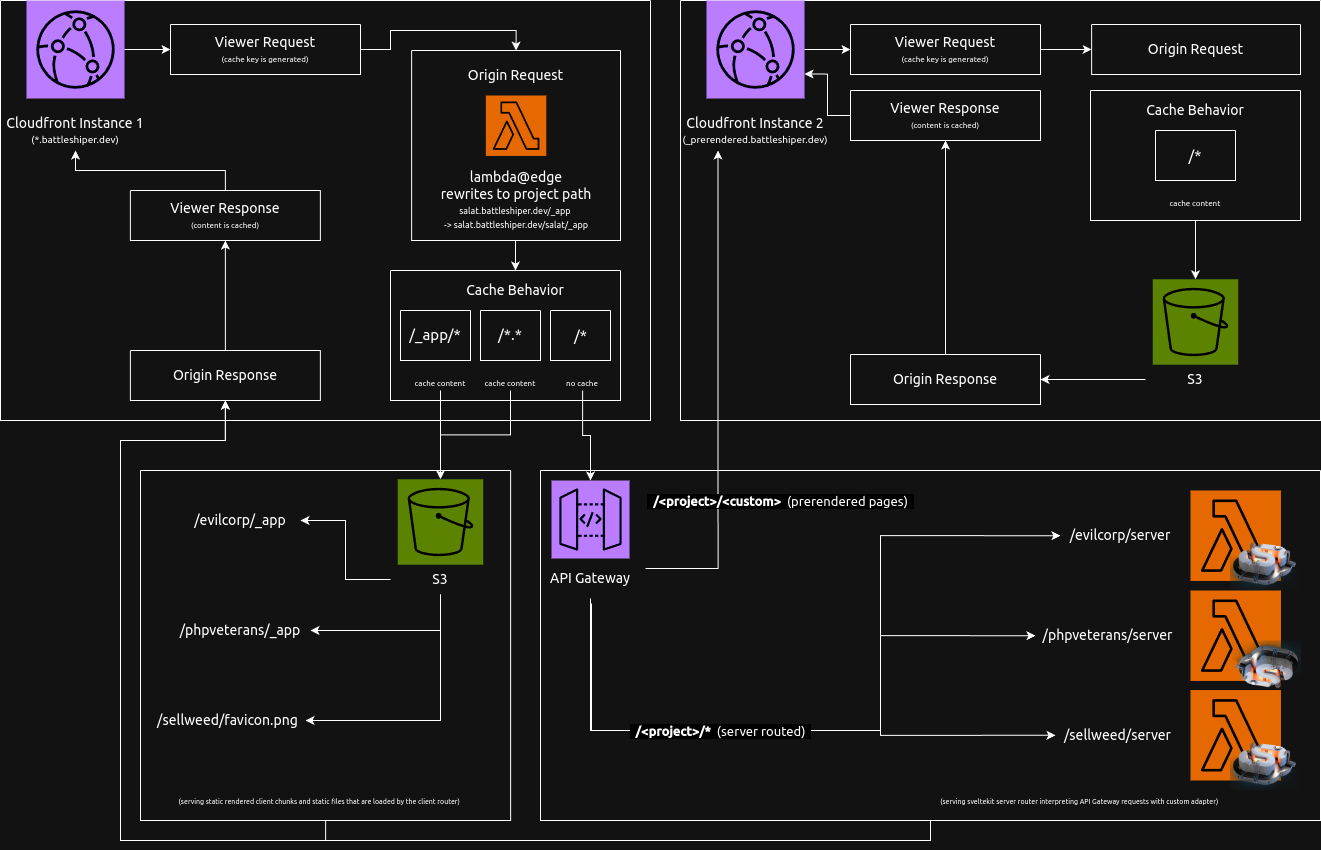 Viewer Request
(cache key is generated)
Origin Request
lambda@edge
rewrites to project path
salat.battleshiper.dev/_app
-> salat.battleshiper.dev/salat/_app
Cloudfront Instance 1
(*.battleshiper.dev)
Viewer Response
(content is cached)
Origin Response
Cache Behavior
/_app/*
/*.*
/*
cache content
cache content
no cache
Viewer Request
(cache key is generated)
Origin Request
Viewer Response
(content is cached)
Cloudfront Instance 2
(_prerendered.battleshiper.dev)
Cache Behavior
/*
cache content
S3
Origin Response
S3
/evilcorp/_app
/phpveterans/_app
/sellweed/favicon.png
(serving static rendered client chunks and static files that are loaded by the client router)
API Gateway
/<project>/<custom> (prerendered pages)
/<project>/* (server routed)
/evilcorp/server
/phpveterans/server
/sellweed/server
(serving sveltekit server router interpreting API Gateway requests with custom adapter)